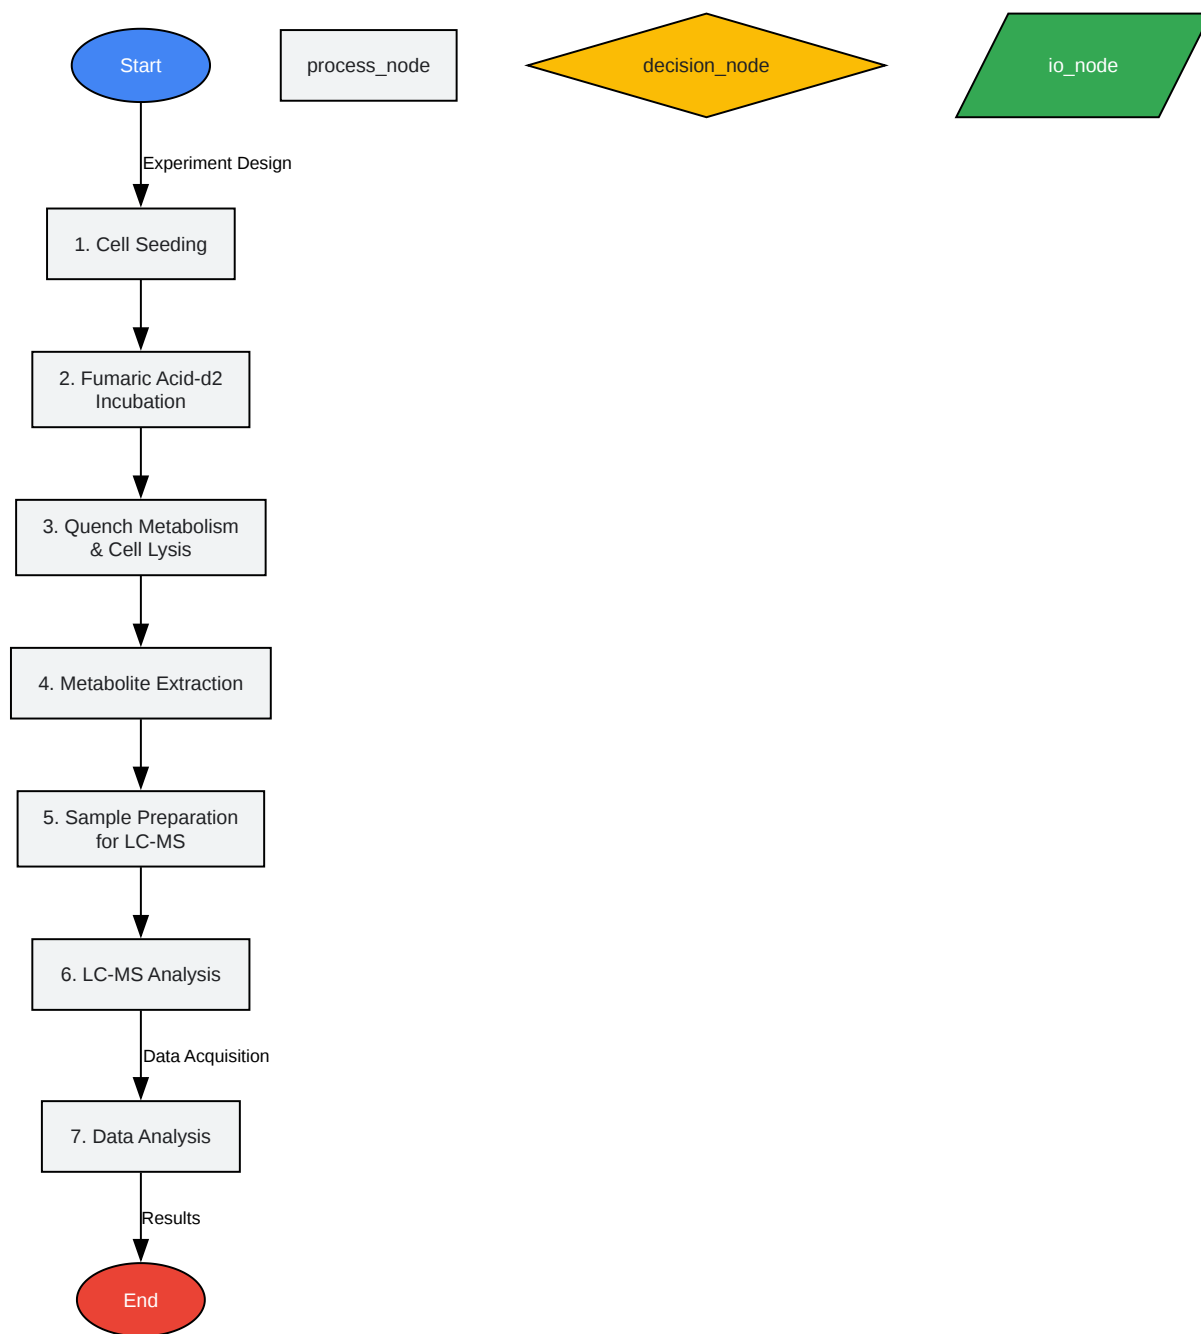 Start
process_node
decision_node
io_node
Experiment Design
1. Cell Seeding
2. Fumaric Acid-d2
Incubation
3. Quench Metabolism
& Cell Lysis
4. Metabolite Extraction
5. Sample Preparation
for LC-MS
6. LC-MS Analysis
Data Acquisition
7. Data Analysis
Results
End